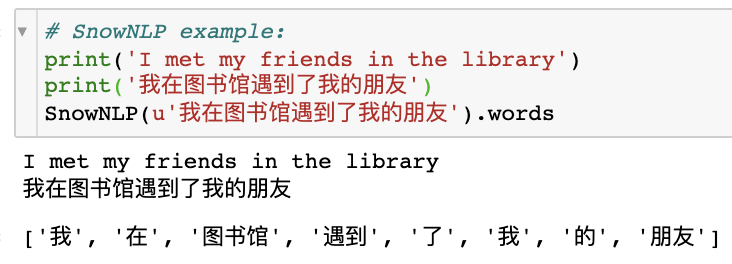 # SnowNLP example:
print('I met my friends in the library')
print('我在图书馆遇到了我的朋友')
SnowNLP(u'我在图书馆遇到了我的朋友').words
I met my friends in the library
我在图书馆遇到了我的朋友
['我', '在', '图书馆', '遇到', '了', '我', '的', '朋友']